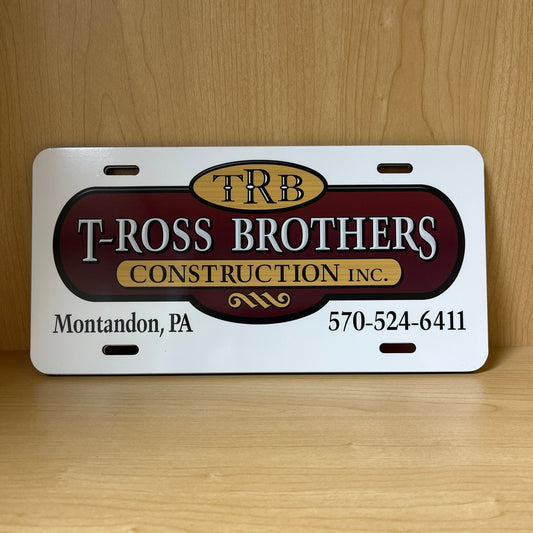 TRB
T-ROSS BROTHERS
CONSTRUCTION INC.
Montandon, PA
570-524-6411